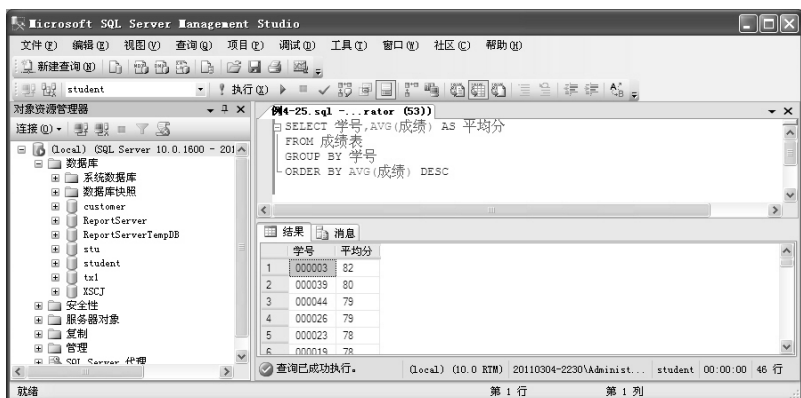 Microsoft SQL Server Management Studio
文件(F) 编辑(E) 视图(V) 查询(Q) 项目(P) 调试(D) 工具(T) 窗口(W) 社区(C) 帮助(H)
新建查询(N)
student 执行(X)
对象资源管理器
连接(O)
(local) (SQL Server 10.0.1600 - 201
数据库
系统数据库
数据库快照
customer
ReportServer
ReportServerTempDB
stu
student
tx1
XSCJ
安全性
服务器对象
复制
管理
SQL Server 代理
例4-25.sql -...rator (53))
SELECT 学号,AVG(成绩) AS 平均分
FROM 成绩表
GROUP BY 学号
ORDER BY AVG(成绩) DESC
结果 消息
学号 平均分
1 000003 82
2 000039 80
3 000044 79
4 000026 79
5 000023 78
6 000019 78
查询已成功执行。 (local) (10.0 RTM) 20110304-2230\Administ... student 00:00:00 46 行
就绪 第 1 行 第 1 列